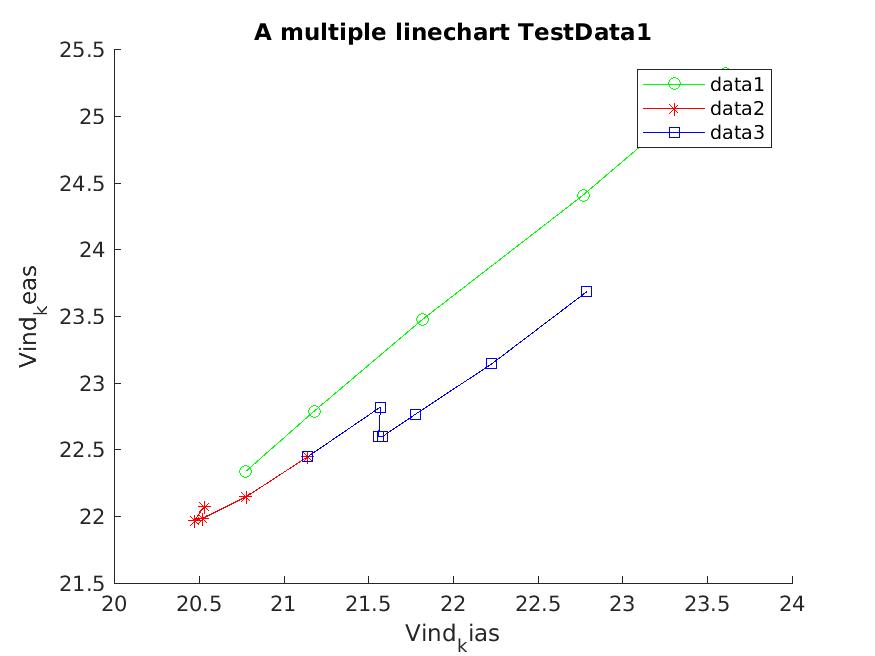 A multiple linechart TestData1
25.5
25
24.5
24
23.5
23
22.5
22
21.5
20 20.5 21 21.5 22 22.5 23 23.5 24
Vind_keas
Vind_kias
data1
data2
data3